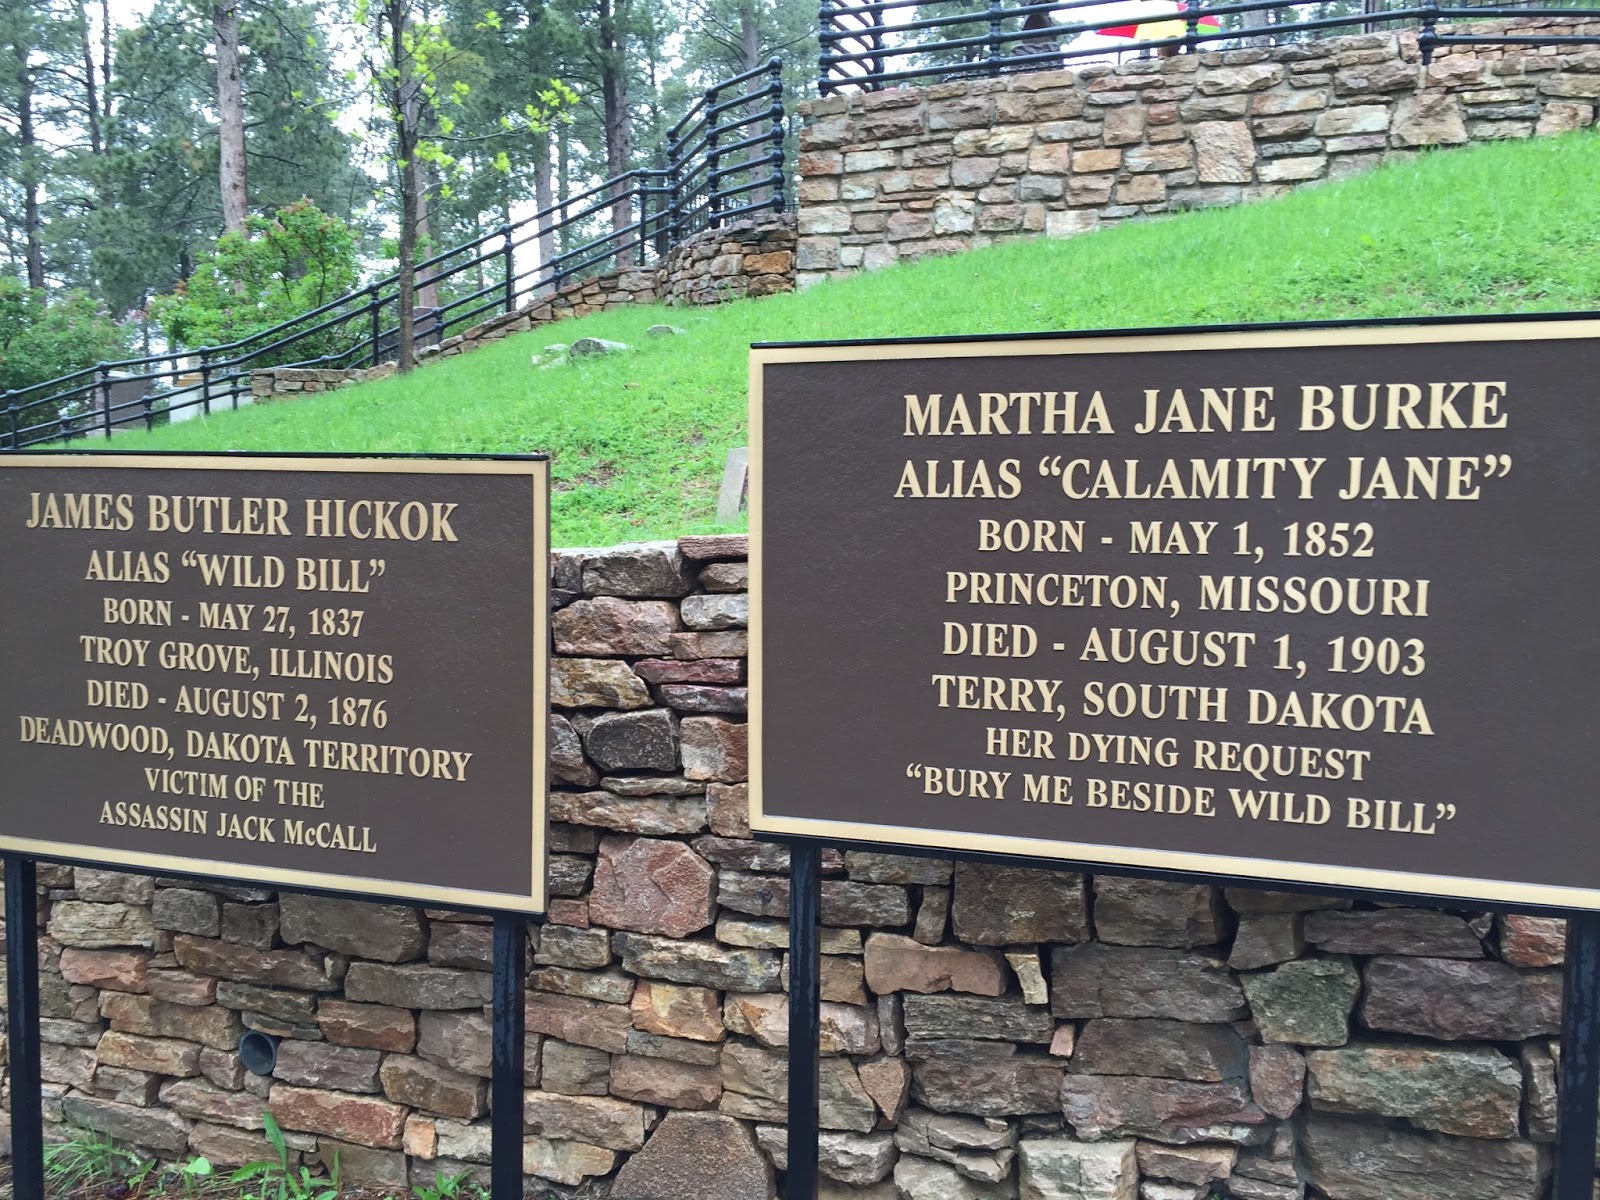 JAMES BUTLER HICKOK
ALIAS “WILD BILL”
BORN - MAY 27, 1837
TROY GROVE, ILLINOIS
DIED - AUGUST 2, 1876
DEADWOOD, DAKOTA TERRITORY
VICTIM OF THE
ASSASSIN JACK McCALL
MARTHA JANE BURKE
ALIAS “CALAMITY JANE”
BORN - MAY 1, 1852
PRINCETON, MISSOURI
DIED - AUGUST 1, 1903
TERRY, SOUTH DAKOTA
HER DYING REQUEST
“BURY ME BESIDE WILD BILL”